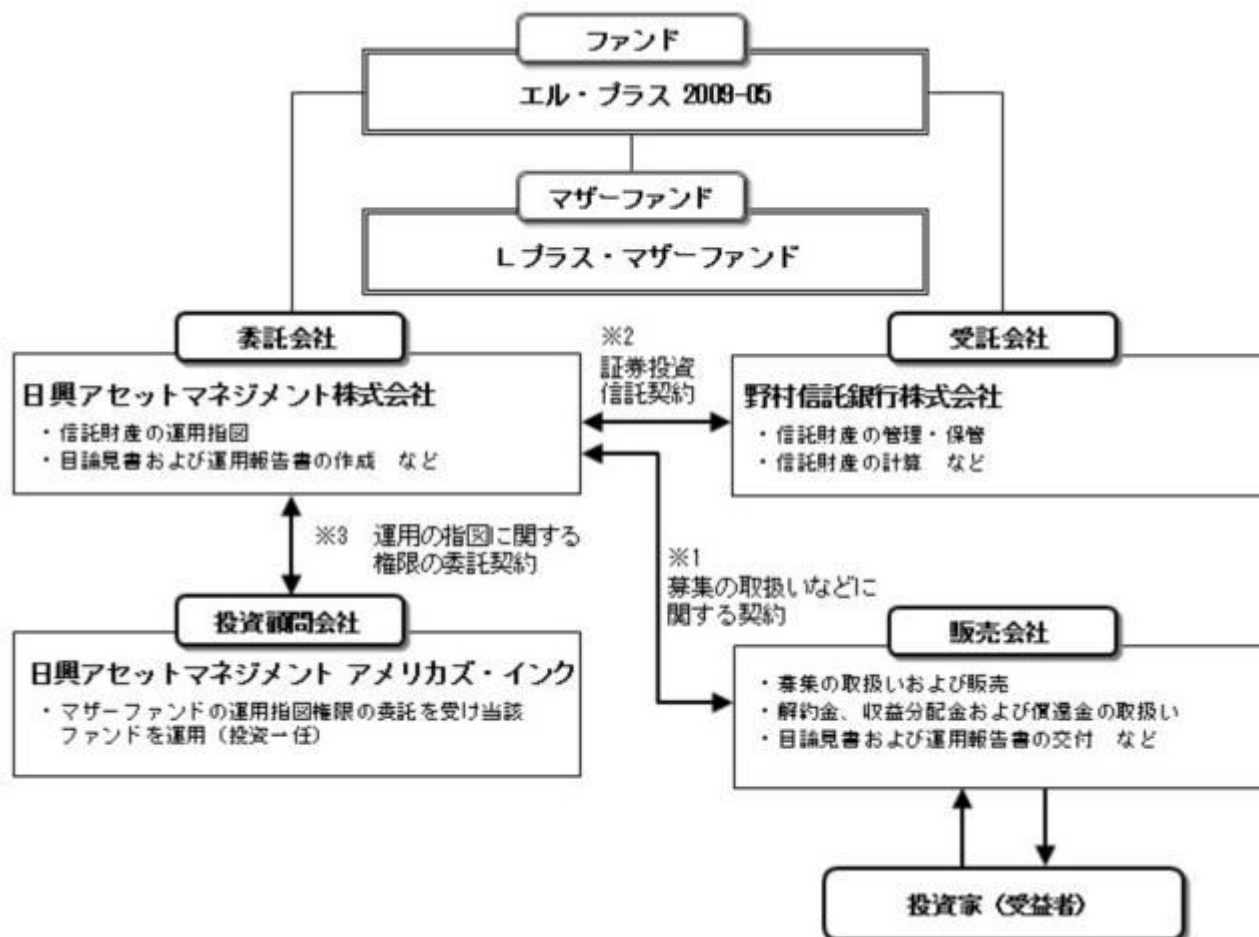 ファンド
エル・プラス 2009-05
マザーファンド
Lプラス・マザーファンド
委託会社
日興アセットマネジメント株式会社
・信託財産の運用指図
・目論見書および運用報告書の作成 など
※2
証券投資
信託契約
受託会社
野村信託銀行株式会社
・信託財産の管理・保管
・信託財産の計算 など
※3 運用の指図に関する
権限の委託契約
※1
募集の取扱いなどに
関する契約
投資顧問会社
日興アセットマネジメント アメリカズ・インク
・マザーファンドの運用指図権限の委託を受け当該
ファンドを運用（投資一任）
販売会社
・募集の取扱いおよび販売
・解約金、収益分配金および償還金の取扱い
・目論見書および運用報告書の交付 など
投資家（受益者）